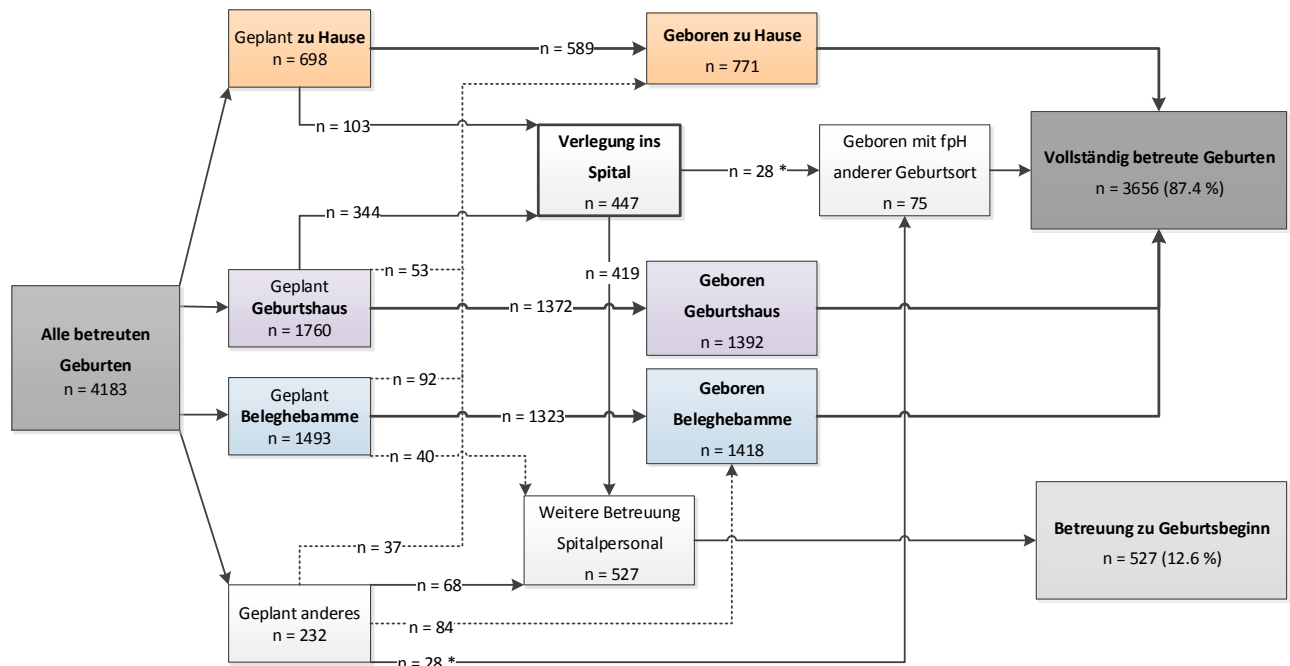 Alle betreuten
Geburten
n = 4183
Geplant zu Hause
n = 698
n = 589
Geboren zu Hause
n = 771
n = 103
Verlegung ins
Spital
n = 447
n = 28 *
Geboren mit fpH
anderer Geburtsort
n = 75
Vollständig betreute Geburten
n = 3656 (87.4 %)
n = 344
n = 53
n = 419
Geplant
Geburtshaus
n = 1760
n = 1372
Geboren
Geburtshaus
n = 1392
n = 92
Geplant
Beleghebamme
n = 1493
n = 1323
Geboren
Beleghebamme
n = 1418
n = 40
Weitere Betreuung
Spitalpersonal
n = 527
Betreuung zu Geburtsbeginn
n = 527 (12.6 %)
n = 37
n = 68
Geplant anderes
n = 232
n = 84
n = 28 *